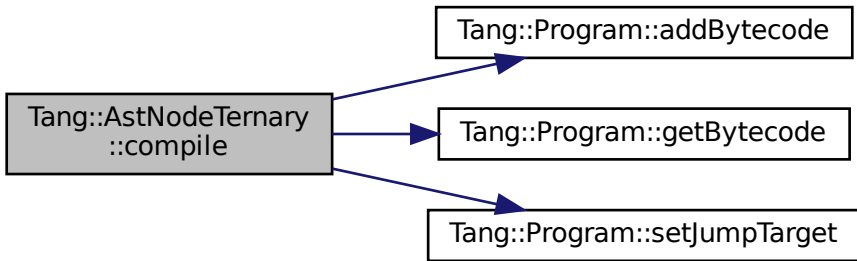 Tang::Program::addBytecode
Tang::AstNodeTernary
::compile
Tang::Program::getBytecode
Tang::Program::setJumpTarget